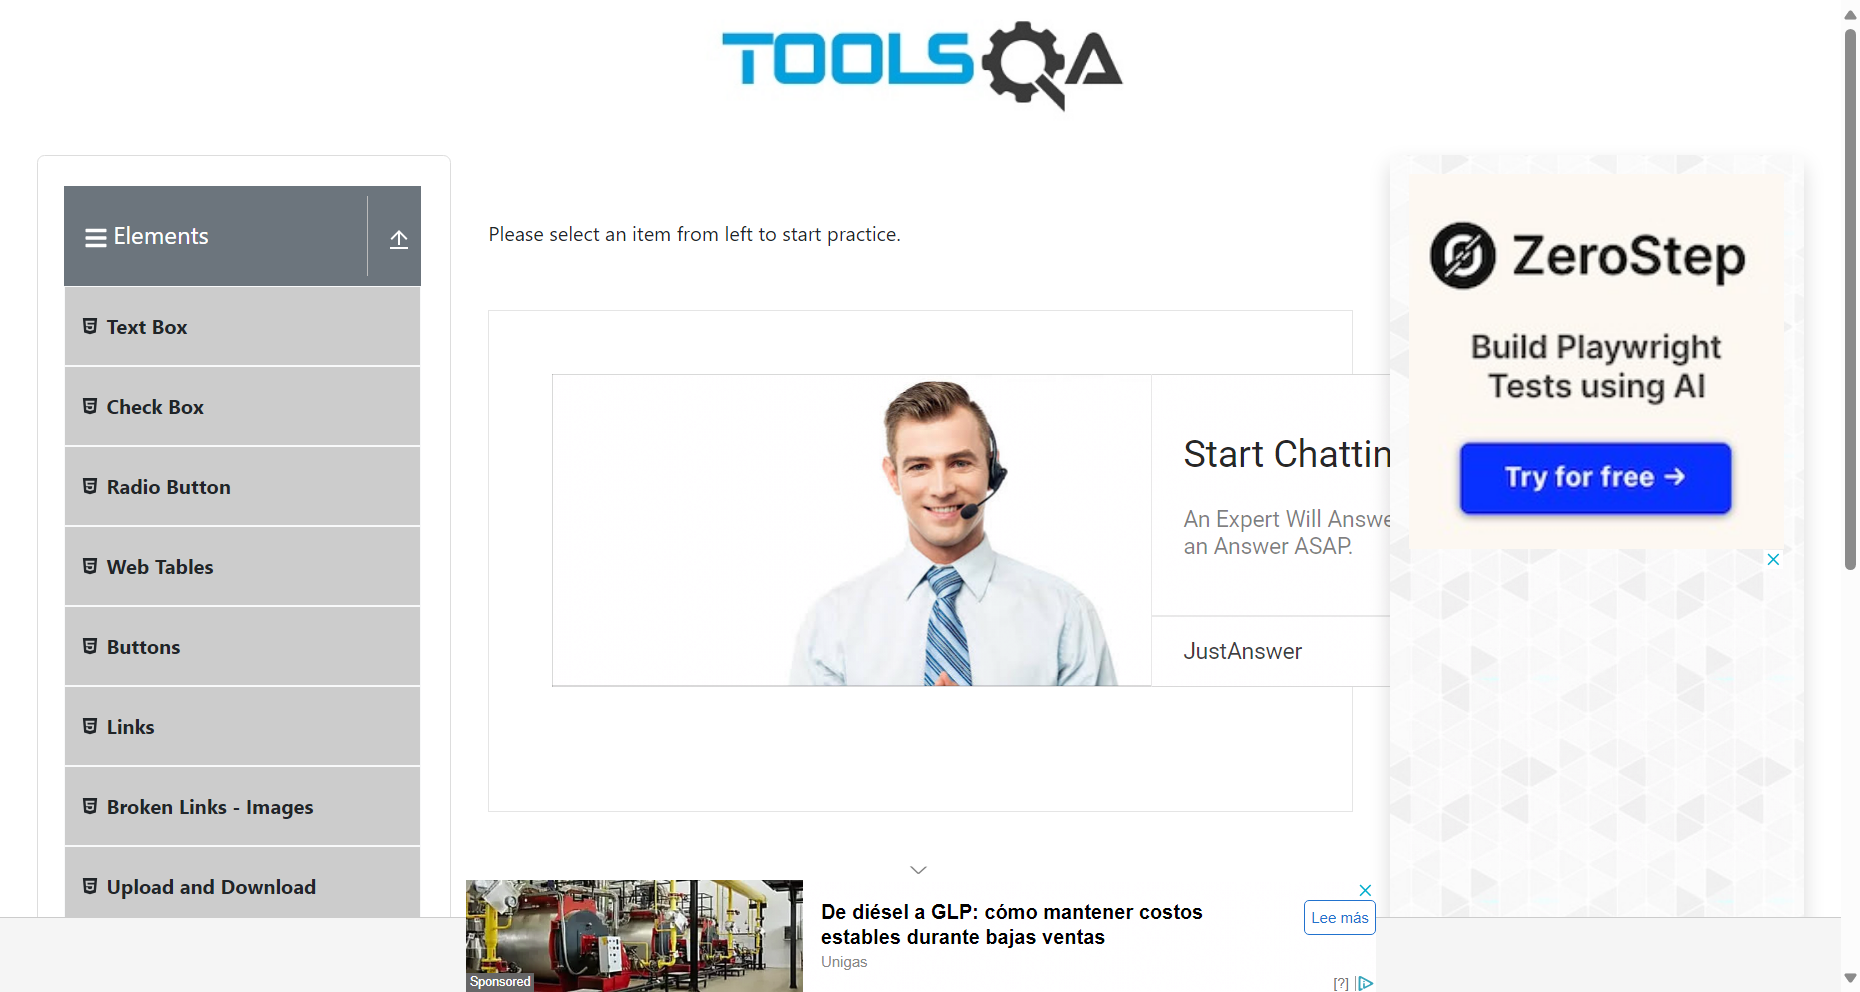 TOOLSQA
Elements
Text Box
Check Box
Radio Button
Web Tables
Buttons
Links
Broken Links - Images
Upload and Download
Please select an item from left to start practice.
Start Chattin
An Expert Will Answe
an Answer ASAP.
JustAnswer
ZeroStep
Build Playwright
Tests using AI
Try for free →
De diésel a GLP: cómo mantener costos
estables durante bajas ventas
Unigas
Lee más
Sponsored
[?]